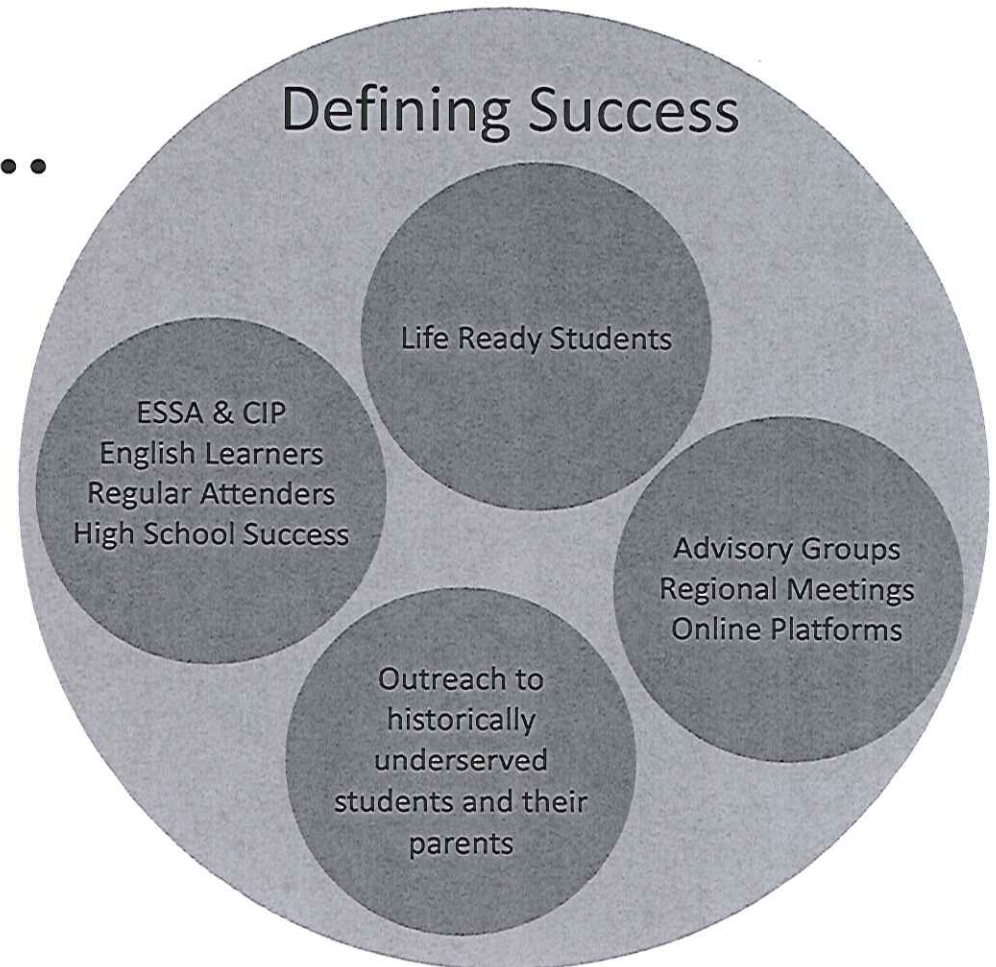 Defining Success
..
Life Ready Students
ESSA & CIP
English Learners
Regular Attenders
High School Success
Advisory Groups
Regional Meetings
Online Platforms
Outreach to
historically
underserved
students and their
parents